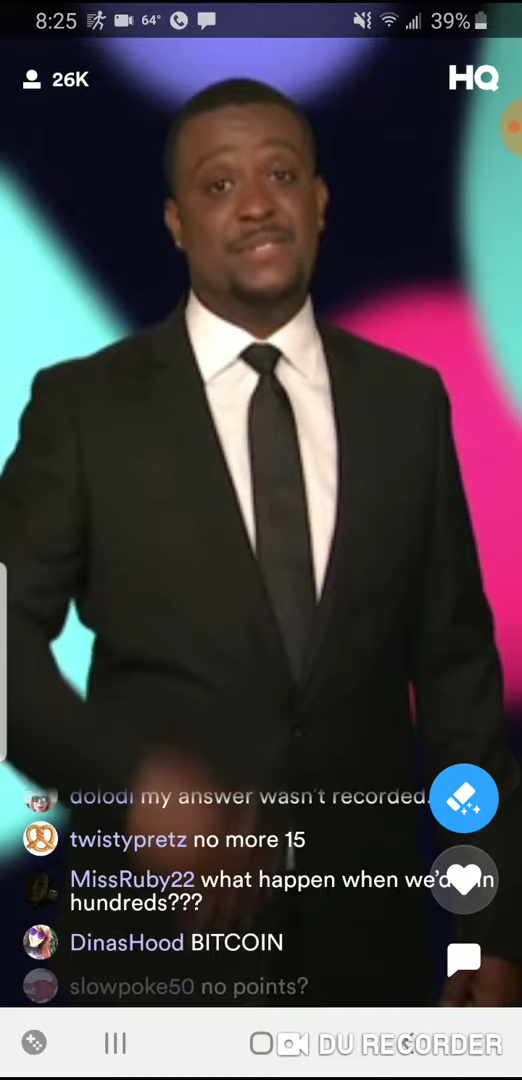 8:25 64° 39%
26K
HQ
dolodi my answer wasn't recorded.
twistypretz no more 15
MissRuby22 what happen when we'd in
hundreds???
DinasHood BITCOIN
slowpoke50 no points?
DU RECORDER